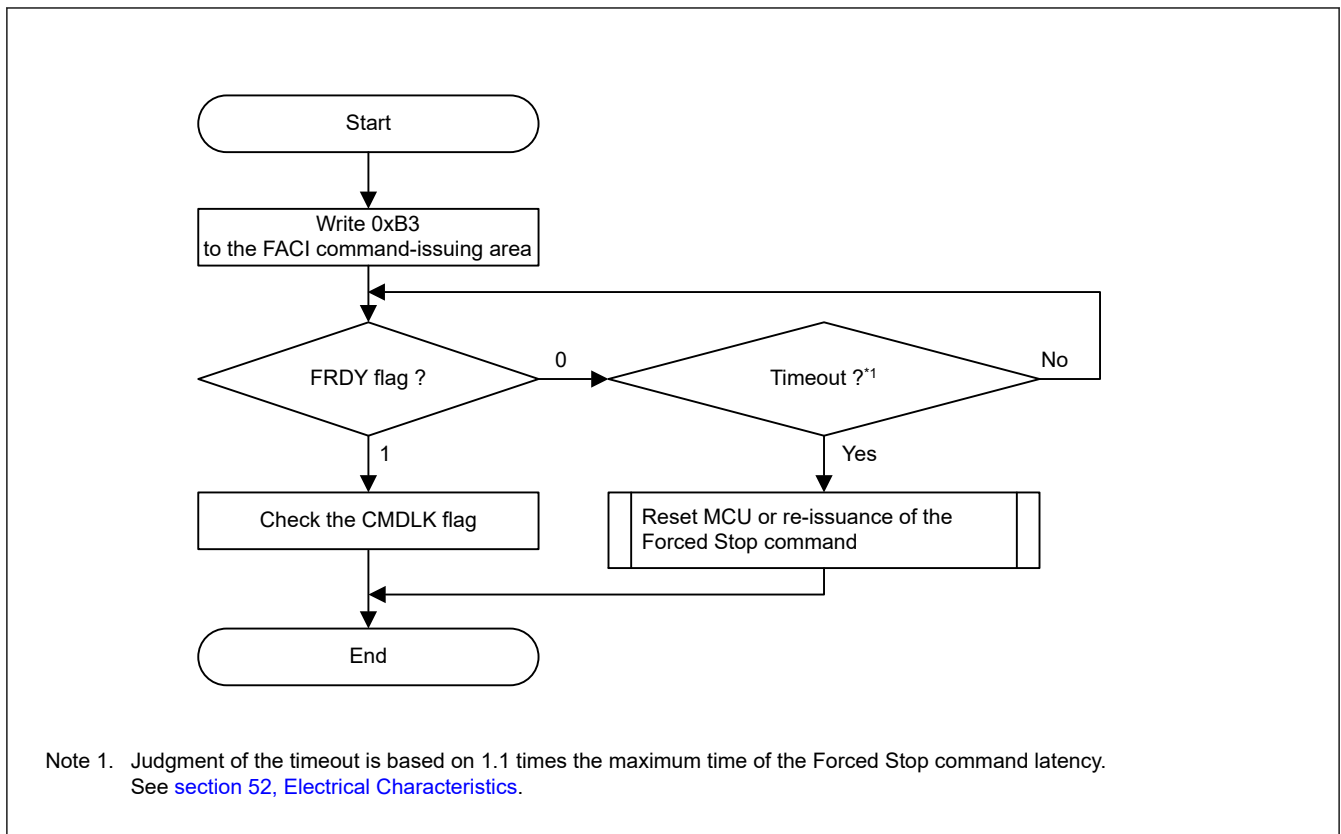 Start
Write 0xB3
to the FACI command-issuing area
FRDY flag ?
0
Timeout ?*1
No
1
Yes
Check the CMDLK flag
Reset MCU or re-issuance of the
Forced Stop command
End
Note 1. Judgment of the timeout is based on 1.1 times the maximum time of the Forced Stop command latency.
See section 52, Electrical Characteristics.